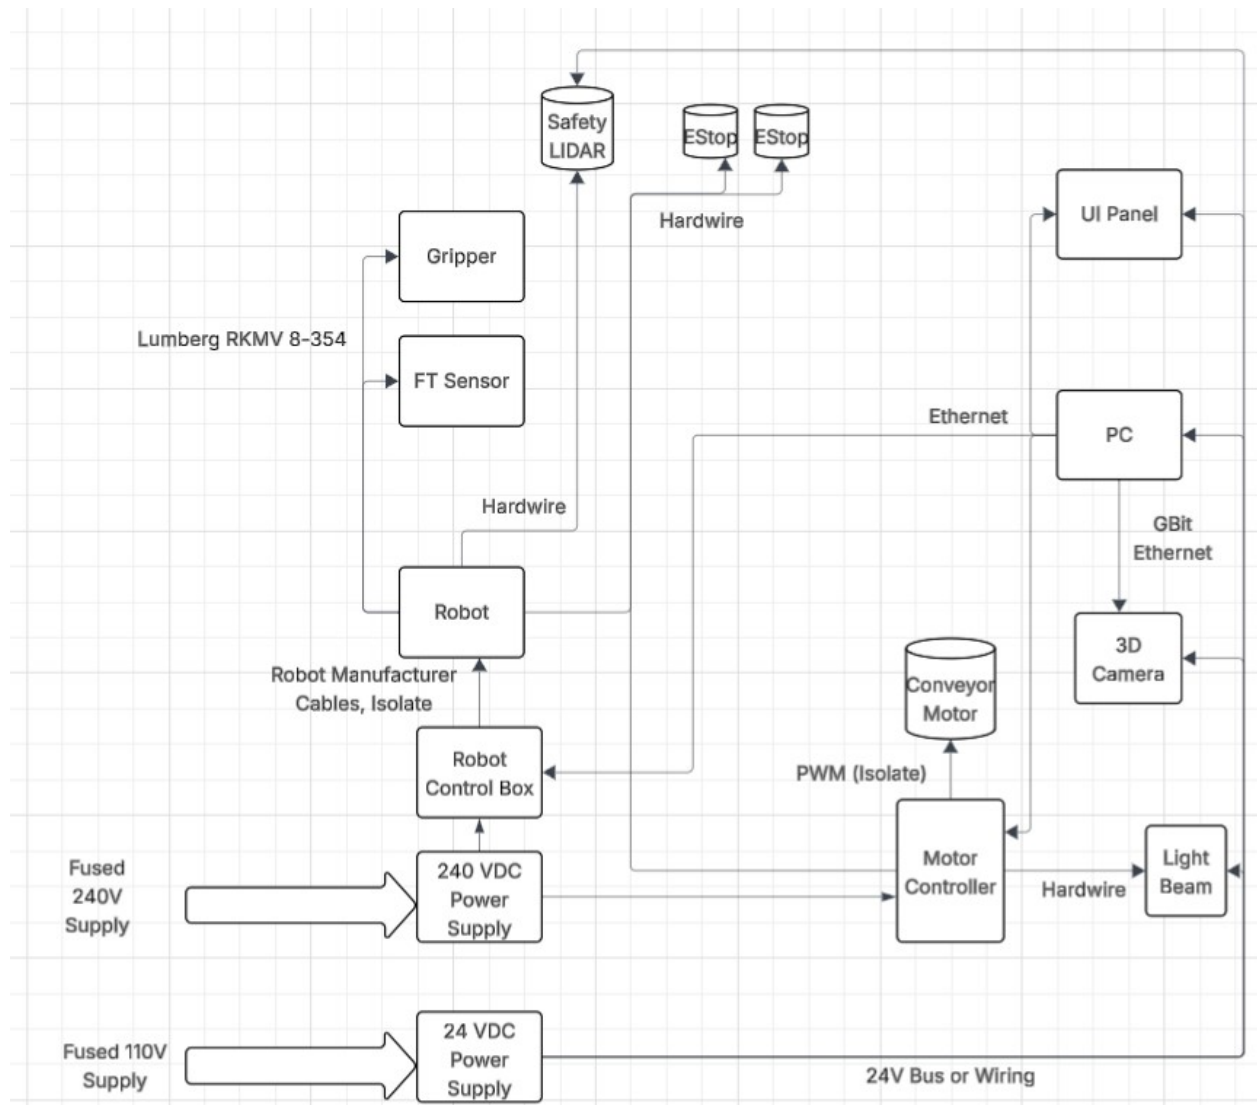 Safety
LIDAR
EStop
EStop
Hardwire
UI Panel
Gripper
Lumberg RKMV 8-354
FT Sensor
Ethernet
PC
Hardwire
GBit
Ethernet
Robot
3D
Camera
Robot Manufacturer
Cables, Isolate
Conveyor
Motor
Robot
Control Box
PWM (Isolate)
Motor
Controller
Light
Beam
Hardwire
Fused
240V
Supply
240 VDC
Power
Supply
Fused 110V
Supply
24 VDC
Power
Supply
24V Bus or Wiring